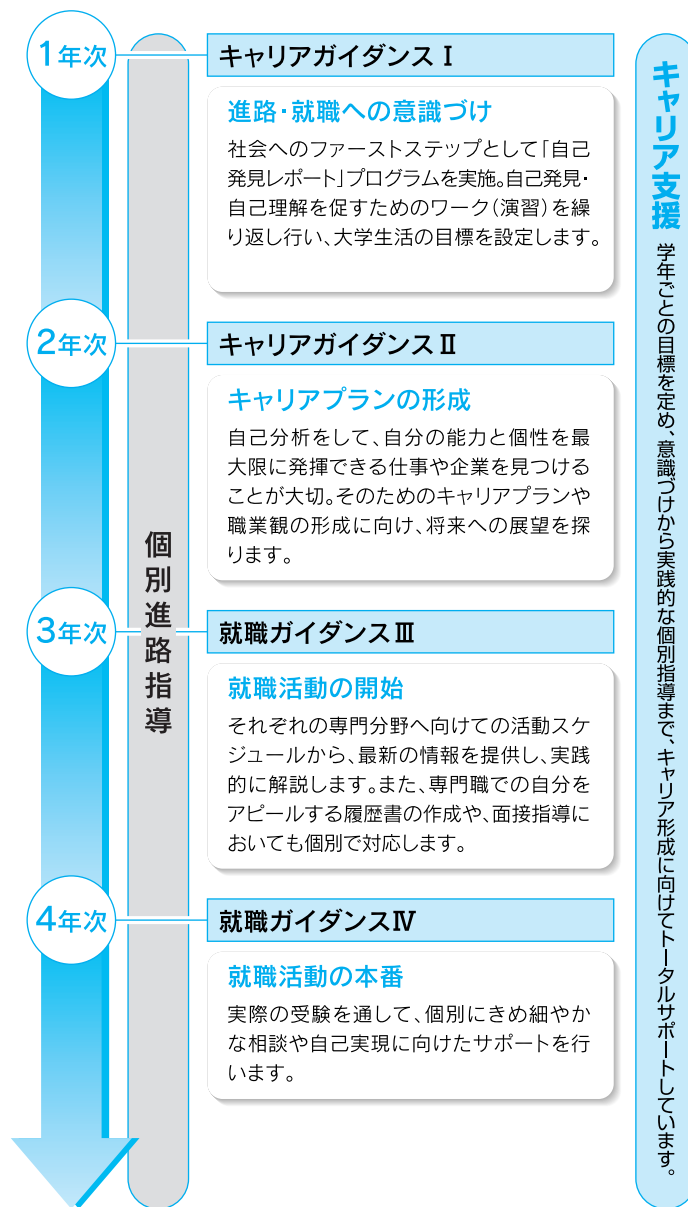 1年次
キャリアガイダンスⅠ
進路・就職への意識づけ
社会へのファーストステップとして「自己
発見レポート」プログラムを実施。自己発見・
自己理解を促すためのワーク（演習）を繰
り返し行い、大学生活の目標を設定します。
2年次
キャリアガイダンスⅡ
キャリアプランの形成
自己分析をして、自分の能力と個性を最
大限に発揮できる仕事や企業を見つける
ことが大切。そのためのキャリアプランや
職業観の形成に向け、将来への展望を探
ります。
3年次
就職ガイダンスⅢ
就職活動の開始
それぞれの専門分野へ向けての活動スケ
ジュールから、最新の情報を提供し、実践
的に解説します。また、専門職での自分を
アピールする履歴書の作成や、面接指導に
おいても個別で対応します。
4年次
就職ガイダンスⅣ
就職活動の本番
実際の受験を通して、個別にきめ細やか
な相談や自己実現に向けたサポートを行
います。
個別進路指導
キャリア支援 学年ごとの目標を定め、意識づけから実践的な個別指導まで、キャリア形成に向けてトータルサポートしています。